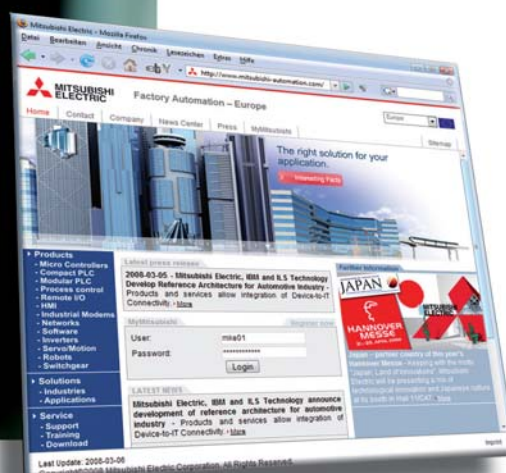 Mitsubishi Electric - Mozilla Firefox
Datei Bearbeiten Ansicht Chronik Lesezeichen Extras Hilfe
http://www.mitsubishi-automation.com/
MITSUBISHI ELECTRIC
Factory Automation – Europe
Europe
Home Contact Company News Center Press MyMitsubishi
Sitemap
The right solution for your
application.
Interesting Facts
Products
- Micro Controllers
- Compact PLC
- Modular PLC
- Process control
- Remote I/O
- HMI
- Industrial Modems
- Networks
- Software
- Inverters
- Servo/Motion
- Robots
- Switchgear
Solutions
- Industries
- Applications
Service
- Support
- Training
- Download
Latest press release
2008-03-05 - Mitsubishi Electric, IBM and ILS Technology
Develop Reference Architecture for Automotive Industry -
Products and services allow integration of Device-to-IT
Connectivity. - More
MyMitsubishi
Register now
User: mike01
Password: ************
Login
LATEST NEWS
Mitsubishi Electric, IBM and ILS Technology announce
development of reference architecture for automotive
industry - Products and services allow integration of
Device-to-IT Connectivity. - More
Further Information
JAPAN
HANNOVER
MESSE
MITSUBISHI
ELECTRIC
Japan - partner country of this year's
Hannover Messe - Keeping with the motto
Mitsubishi
Electric will be presenting a mix of
technological innovation and Japanese culture
at its booth in Hall
Last Update: 2008-03-06
Copyright ©2008 Mitsubishi Electric Corporation. All Rights Reserved.
Imprint